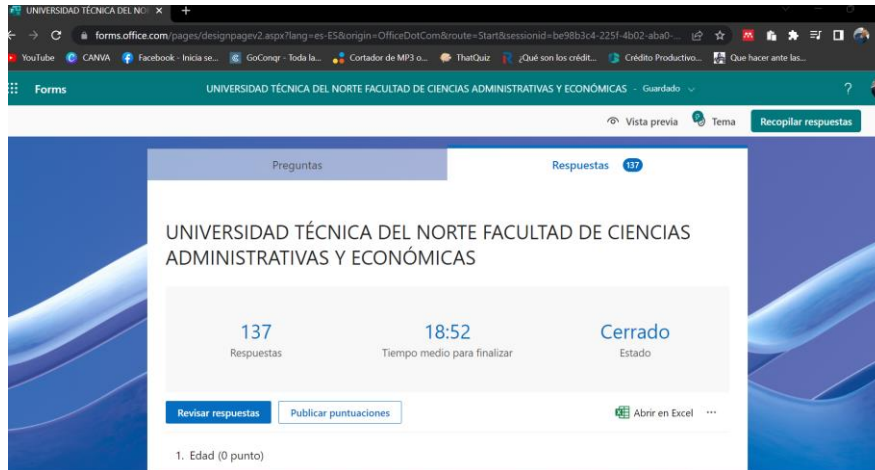 UNIVERSIDAD TÉCNICA DEL NO
forms.office.com/pages/designpagev2.aspx?lang=es-ES&origin=OfficeDotCom&route=Start&sessionid=be98b3c4-225f-4b02-aba0-...
YouTube CANVA Facebook - Inicia se... GoConqr - Toda la... Cortador de MP3 o... ThatQuiz ¿Qué son los crédit... Crédito Productivo... Que hacer ante las...
Forms UNIVERSIDAD TÉCNICA DEL NORTE FACULTAD DE CIENCIAS ADMINISTRATIVAS Y ECONÓMICAS - Guardado ?
Vista previa Tema Recopilar respuestas
Preguntas Respuestas 137
UNIVERSIDAD TÉCNICA DEL NORTE FACULTAD DE CIENCIAS
ADMINISTRATIVAS Y ECONÓMICAS
137 18:52 Cerrado
Respuestas Tiempo medio para finalizar Estado
Revisar respuestas Publicar puntuaciones Abrir en Excel ...
1. Edad (0 punto)